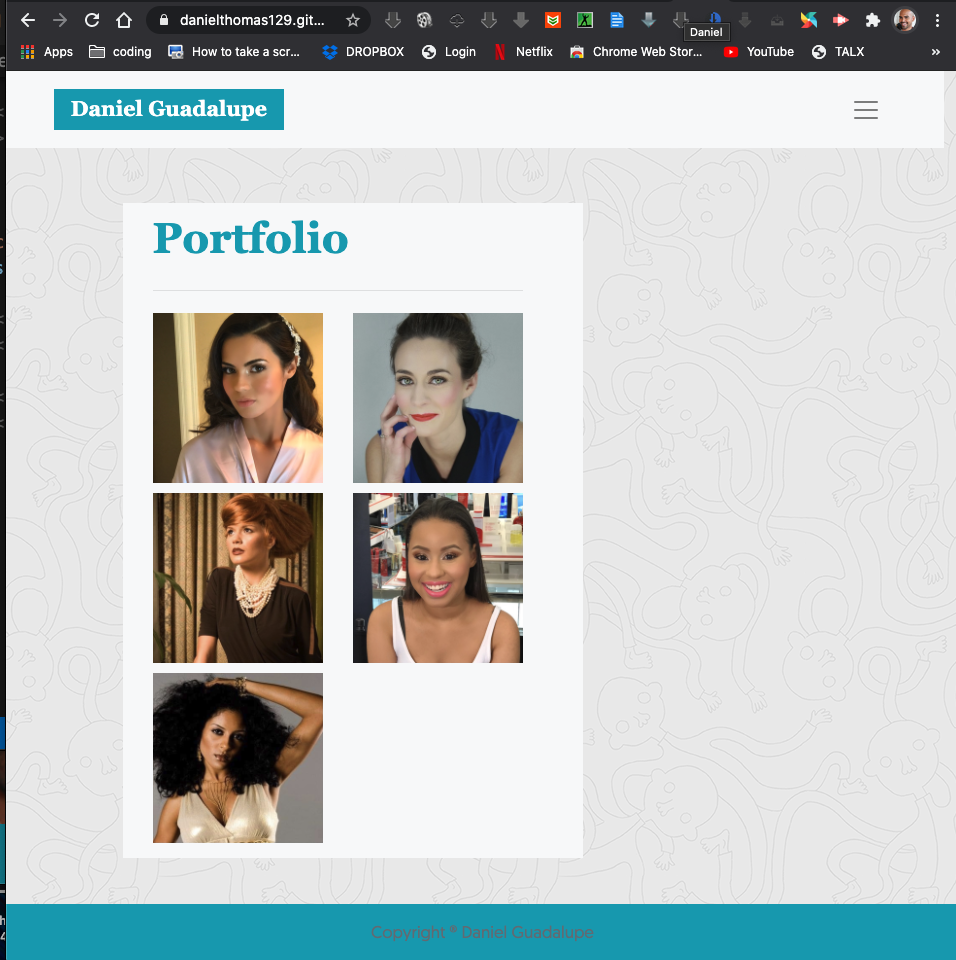 danielthomas129.git...
Daniel
Apps coding How to take a scr... DROPBOX Login Netflix Chrome Web Stor... YouTube TALX »
Daniel Guadalupe
Portfolio
Copyright * Daniel Guadalupe